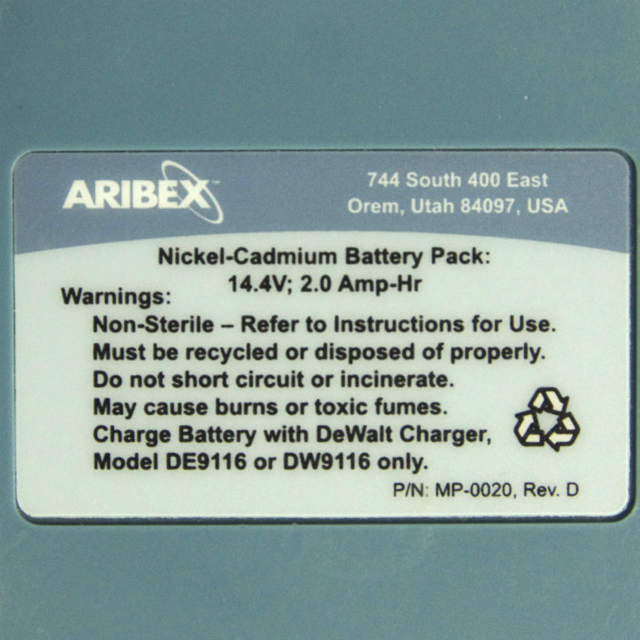 ARIBEX™
744 South 400 East
Orem, Utah 84097, USA
Nickel-Cadmium Battery Pack:
14.4V; 2.0 Amp-Hr
Warnings:
Non-Sterile – Refer to Instructions for Use.
Must be recycled or disposed of properly.
Do not short circuit or incinerate.
May cause burns or toxic fumes.
Charge Battery with DeWalt Charger,
Model DE9116 or DW9116 only.
P/N: MP-0020, Rev. D